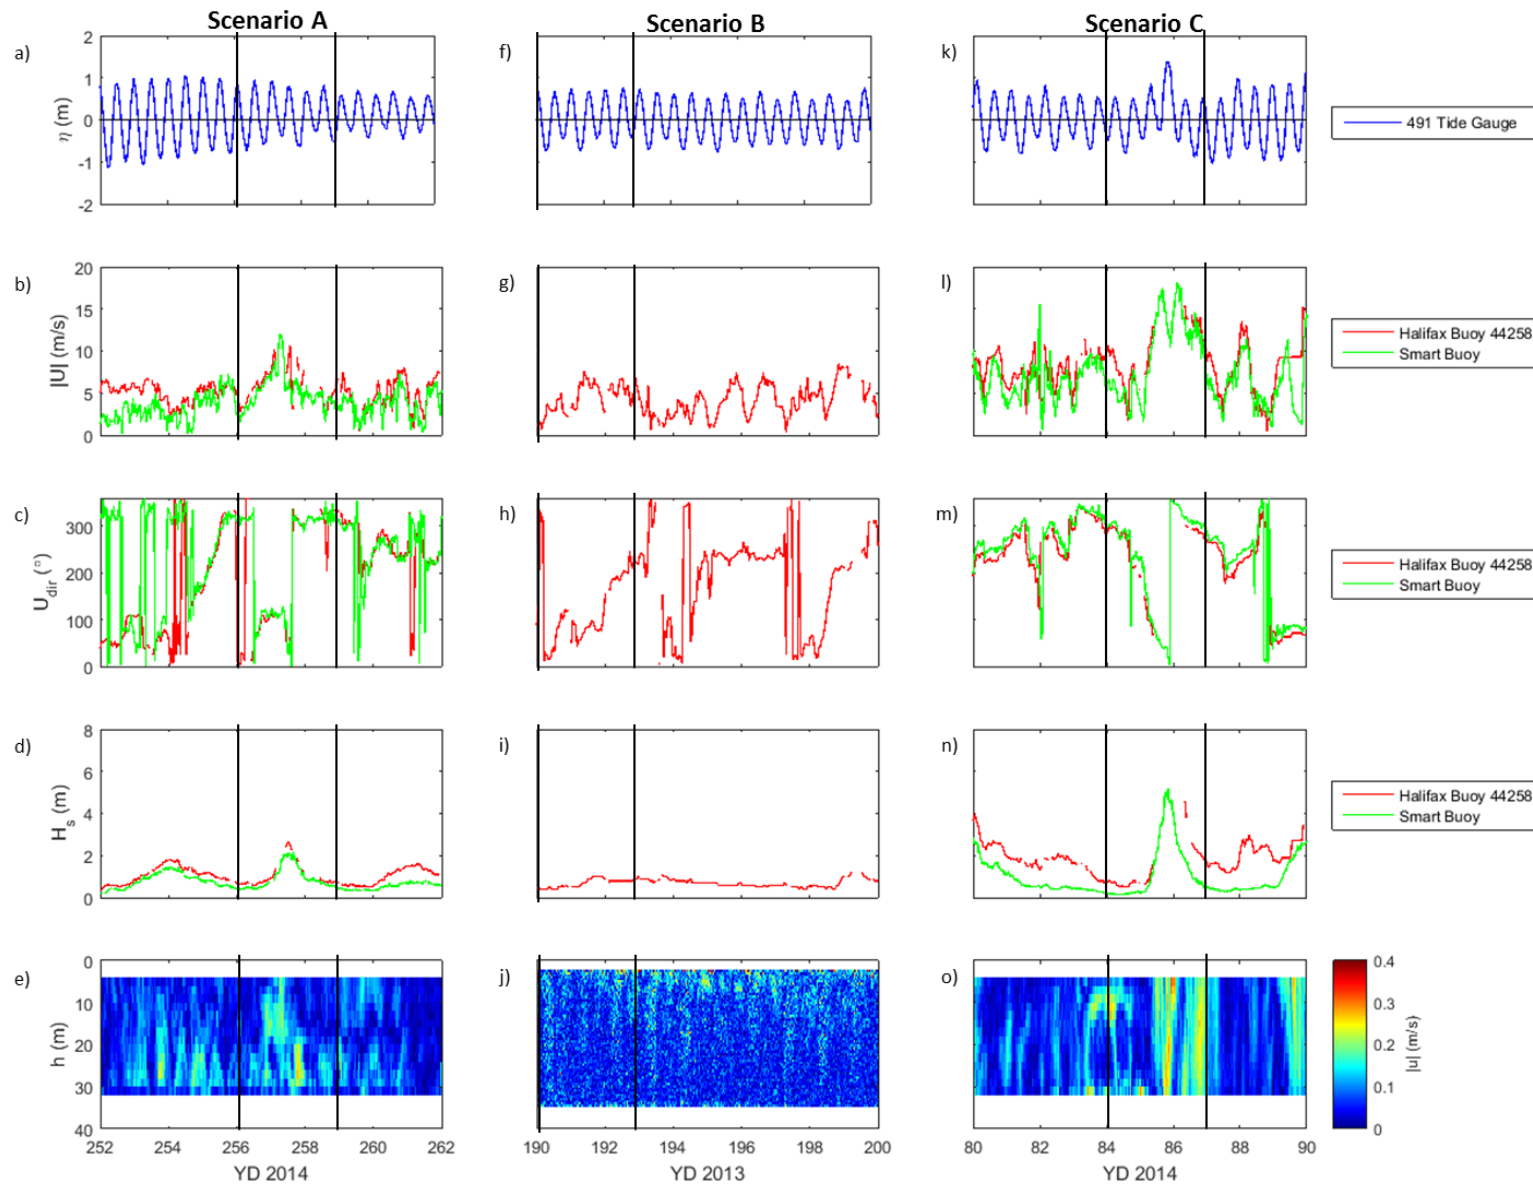 Scenario A
Scenario B
Scenario C
a)
2
1
0
-1
-2
η (m)
f)
k)
491 Tide Gauge
b)
20
15
10
5
0
|U| (m/s)
g)
l)
Halifax Buoy 44258
Smart Buoy
c)
300
200
100
0
U_dir (°)
h)
m)
Halifax Buoy 44258
Smart Buoy
d)
8
6
4
2
0
H_s (m)
i)
n)
Halifax Buoy 44258
Smart Buoy
e)
0
10
20
30
40
h (m)
252 254 256 258 260 262
YD 2014
j)
190 192 194 196 198 200
YD 2013
o)
80 82 84 86 88 90
YD 2014
0.4
0.3
0.2
0.1
0
|u| (m/s)